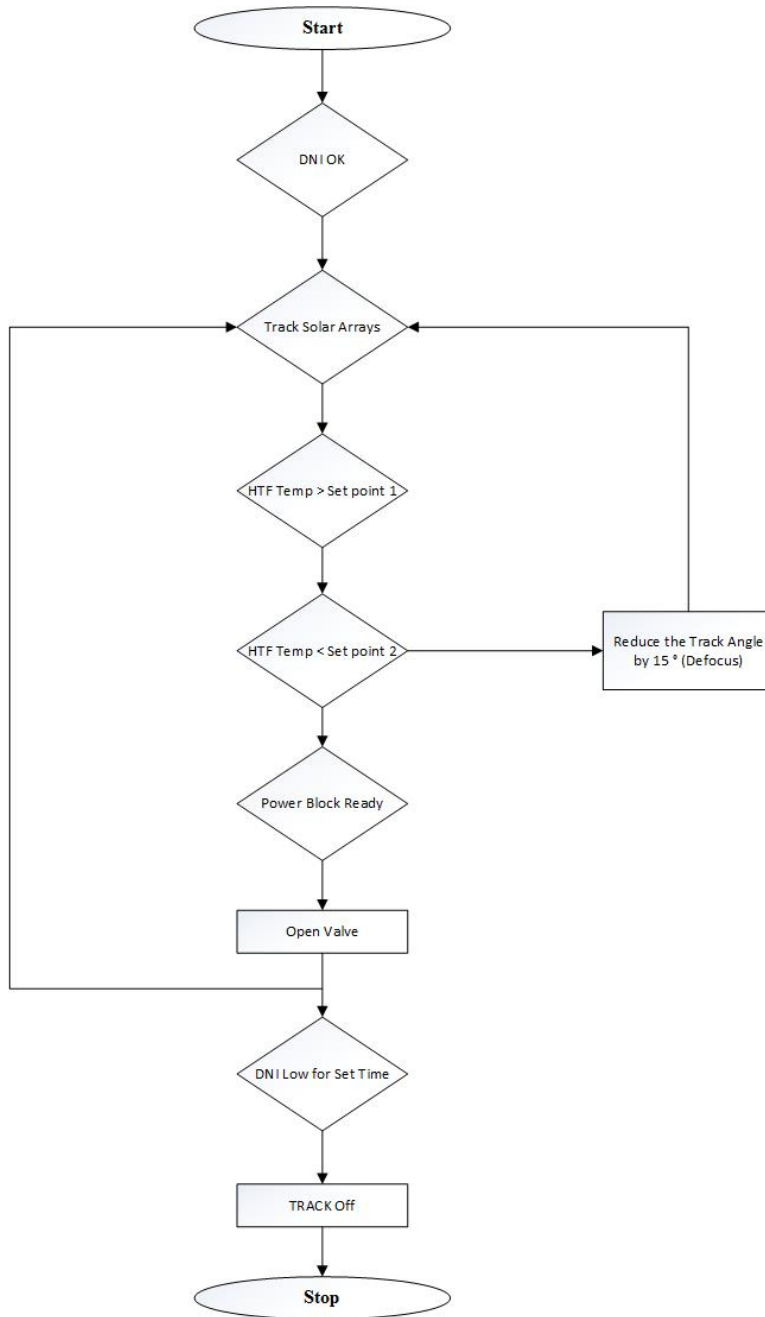 Start
DNI OK
Track Solar Arrays
HTF Temp > Set point 1
HTF Temp < Set point 2
Reduce the Track Angle
by 15 ° (Defocus)
Power Block Ready
Open Valve
DNI Low for Set Time
TRACK Off
Stop